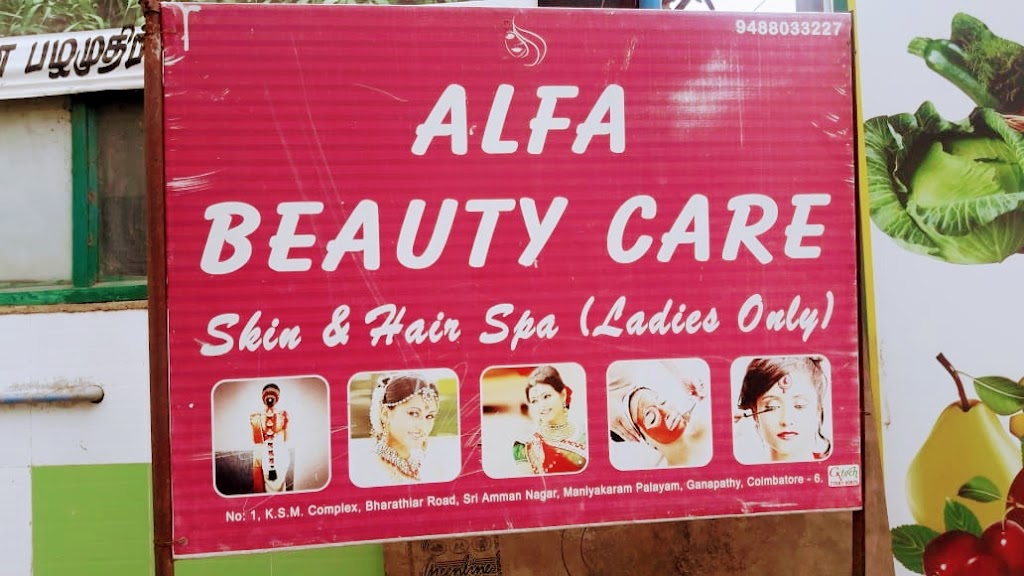 பழமுதிர்
9488033227
ALFA
BEAUTY CARE
Skin & Hair Spa (Ladies Only)
No: 1, K.S.M. Complex, Bharathiar Road, Sri Amman Nagar, Maniyakaram Palayam, Ganapathy, Coimbatore - 6.